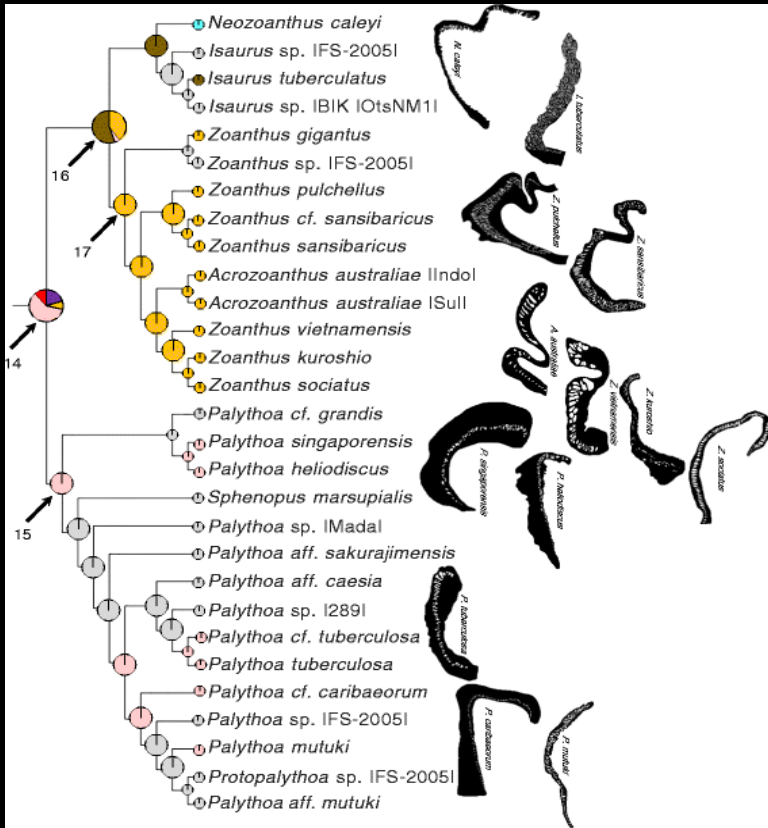 Neozoanthus caleyi
Isaurus sp. IFS-2005I
Isaurus tuberculatus
Isaurus sp. IBIK IOtsNM1I
Zoanthus gigantus
Zoanthus sp. IFS-2005I
Zoanthus pulchellus
Zoanthus cf. sansibaricus
Zoanthus sansibaricus
Acrozoanthus australiae IIndoI
Acrozoanthus australiae ISulI
Zoanthus vietnamensis
Zoanthus kuroshio
Zoanthus sociatus
Palythoa cf. grandis
Palythoa singaporensis
Palythoa heliodiscus
Sphenopus marsupialis
Palythoa sp. IMadaI
Palythoa aff. sakurajimensis
Palythoa aff. caesia
Palythoa sp. I289I
Palythoa cf. tuberculosa
Palythoa tuberculosa
Palythoa cf. caribaeorum
Palythoa sp. IFS-2005I
Palythoa mutuki
Protopalythoa sp. IFS-2005I
Palythoa aff. mutuki
16
17
14
15
N. caleyi
I. tuberculatus
Z. pulchellus
Z. sansibaricus
A. australiae
Z. vietnamensis
Z. kuroshio
Z. sociatus
P. singaporensis
P. heliodiscus
P. tuberculosa
P. caribaeorum
P. mutuki